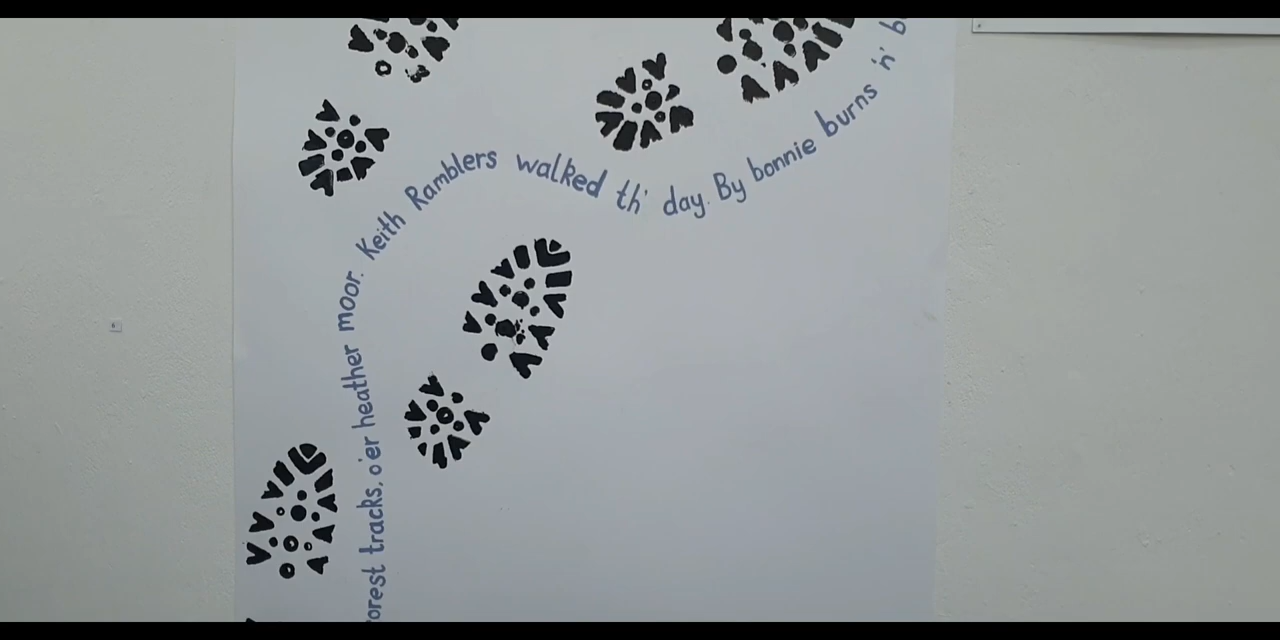 forest tracks, o'er heather moor. Keith Ramblers walked th' day. By bonnie burns 'n' b